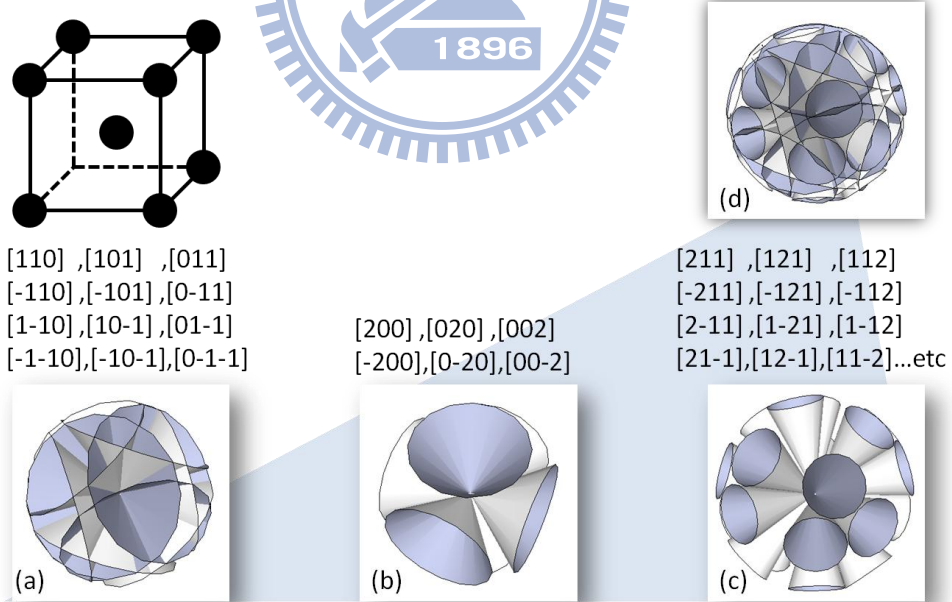 1896
(d)
[110] ,[101] ,[011]
[-110] ,[-101] ,[0-11]
[1-10] ,[10-1] ,[01-1]
[-1-10],[-10-1],[0-1-1]
[200] ,[020] ,[002]
[-200],[0-20],[00-2]
[211] ,[121] ,[112]
[-211] ,[-121] ,[-112]
[2-11] ,[1-21] ,[1-12]
[21-1] ,[12-1],[11-2]...etc
(a)
(b)
(c)